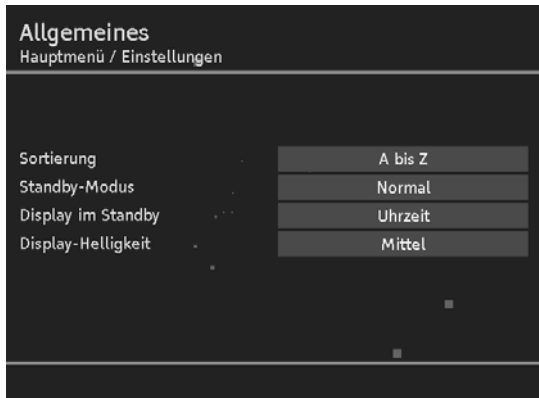 Allgemeines
Hauptmenü / Einstellungen
Sortierung A bis Z
Standby-Modus Normal
Display im Standby Uhrzeit
Display-Helligkeit Mittel